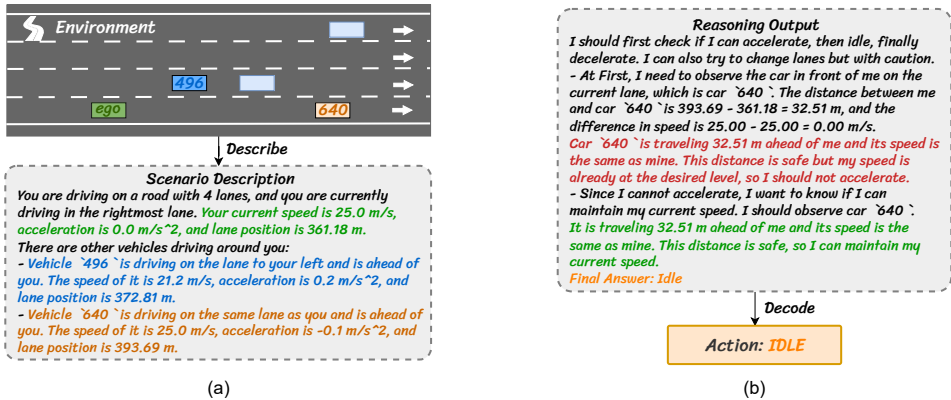 Environment
496
ego
640
Describe
Scenario Description
You are driving on a road with 4 lanes, and you are currently
driving in the rightmost lane. Your current speed is 25.0 m/s,
acceleration is 0.0 m/s^2, and lane position is 361.18 m.
There are other vehicles driving around you:
- Vehicle `496` is driving on the lane to your left and is ahead of
you. The speed of it is 21.2 m/s, acceleration is 0.2 m/s^2, and
lane position is 372.81 m.
- Vehicle `640` is driving on the same lane as you and is ahead of
you. The speed of it is 25.0 m/s, acceleration is -0.1 m/s^2, and
lane position is 393.69 m.
(a)
Reasoning Output
I should first check if I can accelerate, then idle, finally
decelerate. I can also try to change lanes but with caution.
- At First, I need to observe the car in front of me on the
current lane, which is car `640`. The distance between me
and car `640` is 393.69 - 361.18 = 32.51 m, and the
difference in speed is 25.00 - 25.00 = 0.00 m/s.
Car `640` is traveling 32.51 m ahead of me and its speed is
the same as mine. This distance is safe but my speed is
already at the desired level, so I should not accelerate.
- Since I cannot accelerate, I want to know if I can
maintain my current speed. I should observe car `640`.
It is traveling 32.51 m ahead of me and its speed is the
same as mine. This distance is safe, so I can maintain my
current speed.
Final Answer: Idle
Decode
Action: IDLE
(b)